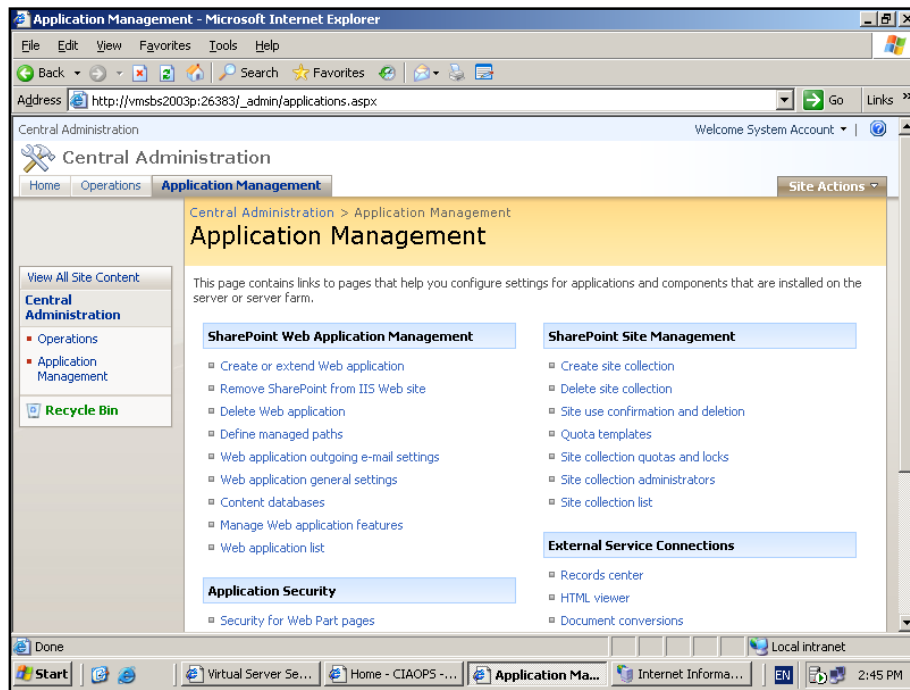 Application Management - Microsoft Internet Explorer
File Edit View Favorites Tools Help
Back Search Favorites
Address http://vmsbs2003p:26383/_admin/applications.aspx Go Links »
Central Administration Welcome System Account
Central Administration
Home Operations Application Management Site Actions
Central Administration > Application Management
Application Management
View All Site Content
Central
Administration
Operations
Application
Management
Recycle Bin
This page contains links to pages that help you configure settings for applications and components that are installed on the
server or server farm.
SharePoint Web Application Management
Create or extend Web application
Remove SharePoint from IIS Web site
Delete Web application
Define managed paths
Web application outgoing e-mail settings
Web application general settings
Content databases
Manage Web application features
Web application list
Application Security
Security for Web Part pages
SharePoint Site Management
Create site collection
Delete site collection
Site use confirmation and deletion
Quota templates
Site collection quotas and locks
Site collection administrators
Site collection list
External Service Connections
Records center
HTML viewer
Document conversions
Done Local intranet
Start Virtual Server Se... Home - CIAOPS -... Application Ma... Internet Informa... EN 2:45 PM